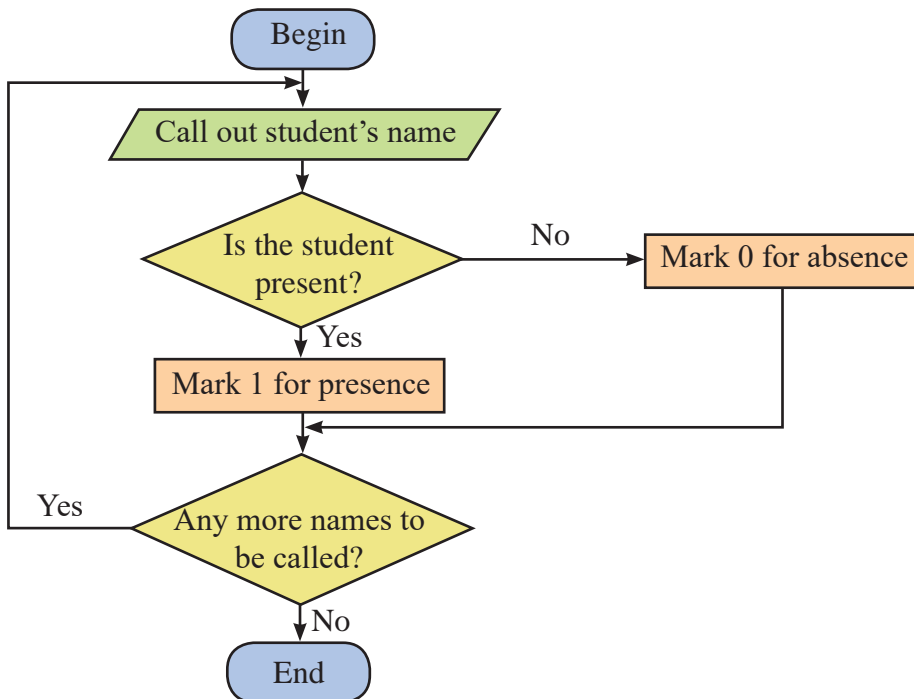 Begin
Call out student’s name
Is the student
present?
No
Mark 0 for absence
Yes
Mark 1 for presence
Yes
Any more names to
be called?
No
End